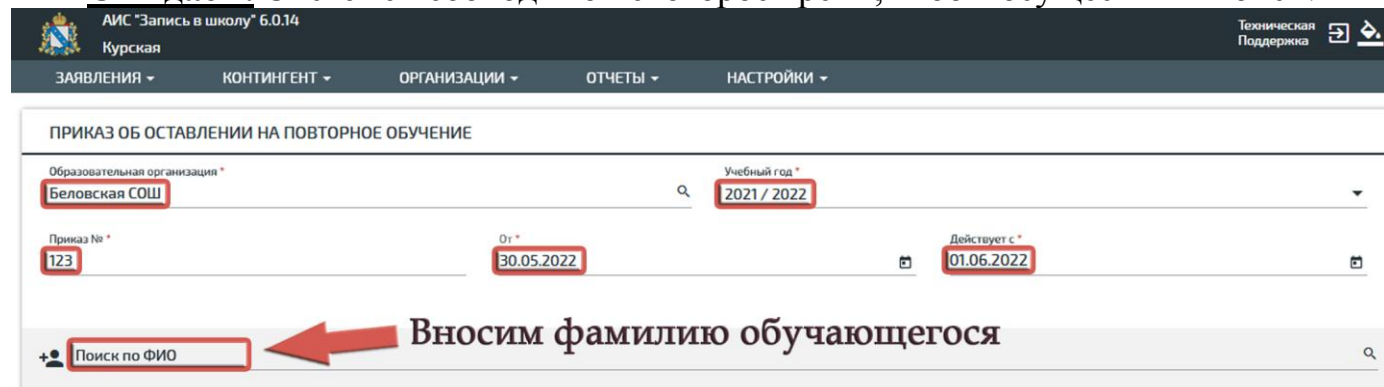 АИС "Запись в школу" 6.0.14
Курская
Техническая
Поддержка
ЗАЯВЛЕНИЯ КОНТИНГЕНТ ОРГАНИЗАЦИИ ОТЧЕТЫ НАСТРОЙКИ
ПРИКАЗ ОБ ОСТАВЛЕНИИ НА ПОВТОРНОЕ ОБУЧЕНИЕ
Образовательная организация * Учебный год *
Беловская СОШ 2021 / 2022
Приказ № * От * Действует с *
123 30.05.2022 01.06.2022
Вносим фамилию обучающегося
Поиск по ФИО